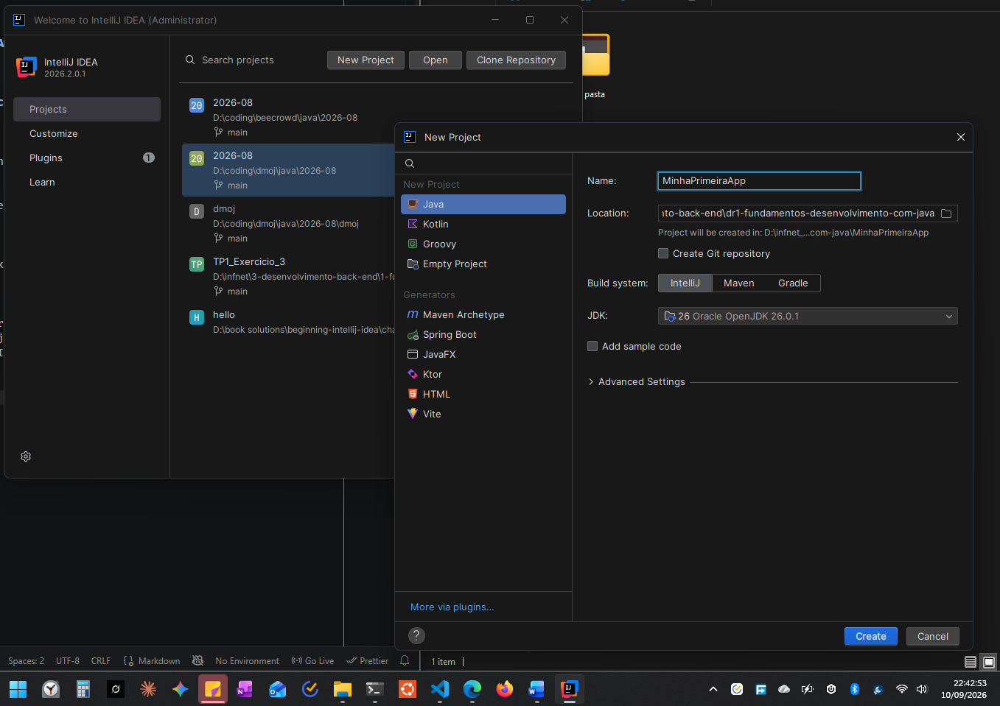 Welcome to IntelliJ IDEA (Administrator)
IntelliJ IDEA
2026.2.0.1
Projects
Customize
Plugins
1
Learn
Search projects
New Project
Open
Clone Repository
20
2026-08
D:\coding\beecrowd\java\2026-08
main
20
2026-08
D:\coding\dmoj\java\2026-08
main
D
dmoj
D:\coding\dmoj\java\2026-08\dmoj
main
TP
TP1_Exercicio_3
D:\infnet\3-desenvolvimento-back-end\1-fu
main
H
hello
D:\book solutions\beginning-intellij-idea\cha
pasta
New Project
New Project
Java
Kotlin
Groovy
Empty Project
Generators
Maven Archetype
Spring Boot
JavaFX
Ktor
HTML
Vite
More via plugins...
Name:
MinhaPrimeiraApp
Location:
nto-back-end\dr1-fundamentos-desenvolvimento-com-java
Project will be created in: D:\infnet_...com-java\MinhaPrimeiraApp
Create Git repository
Build system:
IntelliJ
Maven
Gradle
JDK:
26 Oracle OpenJDK 26.0.1
Add sample code
Advanced Settings
?
Create
Cancel
Spaces: 2
UTF-8
CRLF
Markdown
No Environment
Go Live
Prettier
1 item
22:42:53
10/09/2026